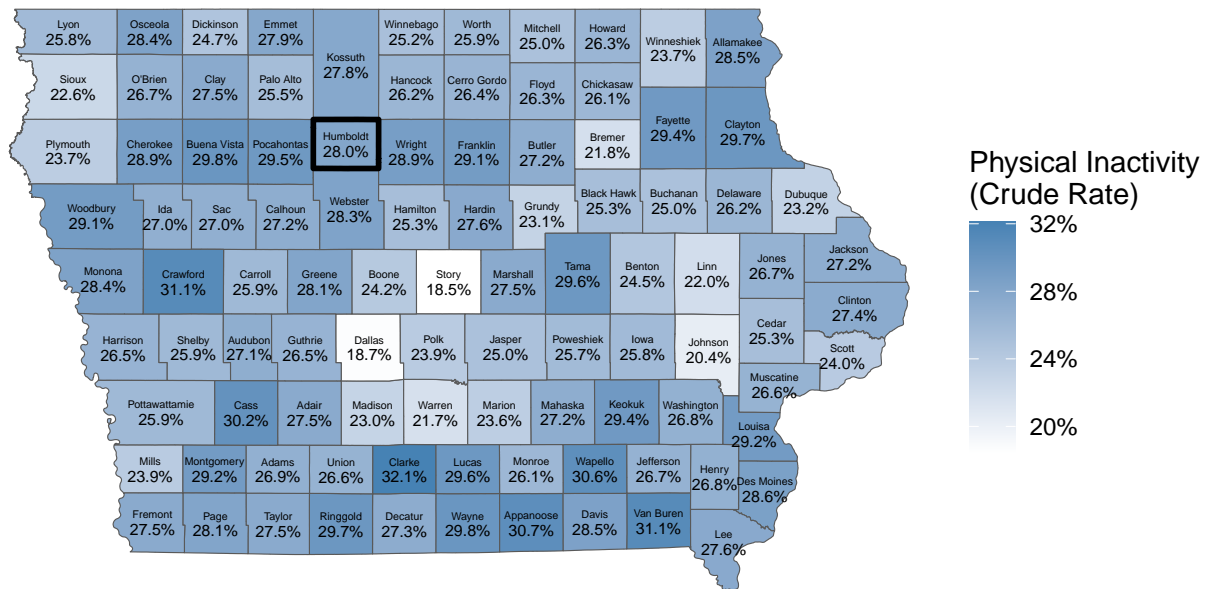 Lyon
25.8%
Osceola
28.4%
Dickinson
24.7%
Emmet
27.9%
Kossuth
27.8%
Winnebago
25.2%
Worth
25.9%
Mitchell
25.0%
Howard
26.3%
Winneshiek
23.7%
Allamakee
28.5%
Sioux
22.6%
O'Brien
26.7%
Clay
27.5%
Palo Alto
25.5%
Hancock
26.2%
Cerro Gordo
26.4%
Floyd
26.3%
Chickasaw
26.1%
Plymouth
23.7%
Cherokee
28.9%
Buena Vista
29.8%
Pocahontas
29.5%
Humboldt
28.0%
Wright
28.9%
Franklin
29.1%
Butler
27.2%
Bremer
21.8%
Fayette
29.4%
Clayton
29.7%
Woodbury
29.1%
Ida
27.0%
Sac
27.0%
Calhoun
27.2%
Webster
28.3%
Hamilton
25.3%
Hardin
27.6%
Grundy
23.1%
Black Hawk
25.3%
Buchanan
25.0%
Delaware
26.2%
Dubuque
23.2%
Monona
28.4%
Crawford
31.1%
Carroll
25.9%
Greene
28.1%
Boone
24.2%
Story
18.5%
Marshall
27.5%
Tama
29.6%
Benton
24.5%
Linn
22.0%
Jones
26.7%
Jackson
27.2%
Clinton
27.4%
Harrison
26.5%
Shelby
25.9%
Audubon
27.1%
Guthrie
26.5%
Dallas
18.7%
Polk
23.9%
Jasper
25.0%
Poweshiek
25.7%
Iowa
25.8%
Johnson
20.4%
Cedar
25.3%
Scott
24.0%
Muscatine
26.6%
Pottawattamie
25.9%
Cass
30.2%
Adair
27.5%
Madison
23.0%
Warren
21.7%
Marion
23.6%
Mahaska
27.2%
Keokuk
29.4%
Washington
26.8%
Louisa
29.2%
Mills
23.9%
Montgomery
29.2%
Adams
26.9%
Union
26.6%
Clarke
32.1%
Lucas
29.6%
Monroe
26.1%
Wapello
30.6%
Jefferson
26.7%
Henry
26.8%
Des Moines
28.6%
Fremont
27.5%
Page
28.1%
Taylor
27.5%
Ringgold
29.7%
Decatur
27.3%
Wayne
29.8%
Appanoose
30.7%
Davis
28.5%
Van Buren
31.1%
Lee
27.6%
Physical Inactivity
(Crude Rate)
32%
28%
24%
20%